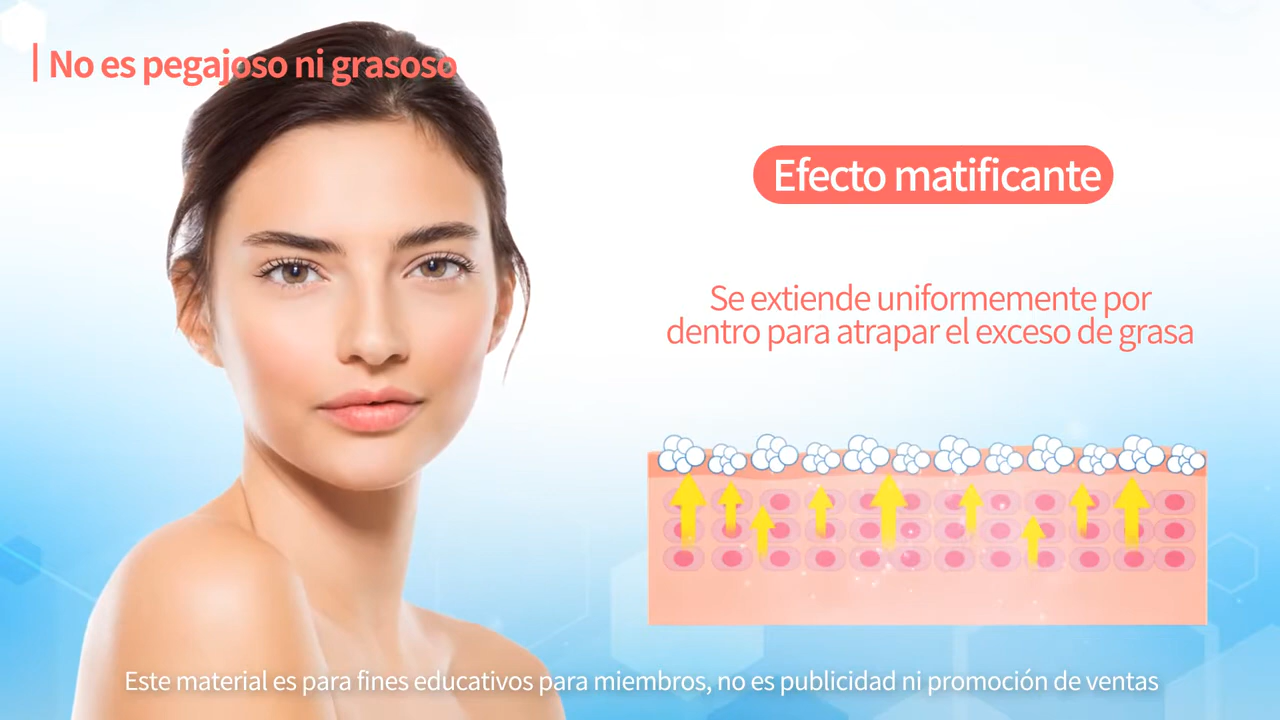 No es pegajoso ni grasoso
Efecto matificante
Se extiende uniformemente por
dentro para atrapar el exceso de grasa
Este material es para fines educativos para miembros, no es publicidad ni promoción de ventas